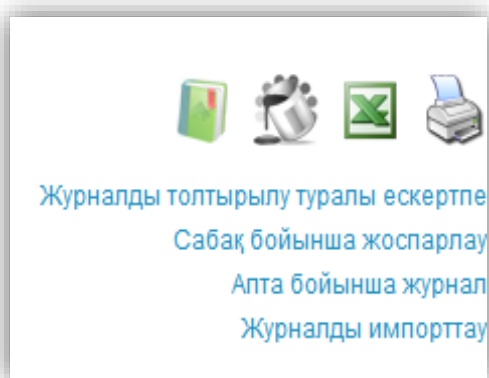 Журналды толтырылу туралы ескертпе
Сабақ бойынша жоспарлау
Апта бойынша журнал
Журналды импорттау